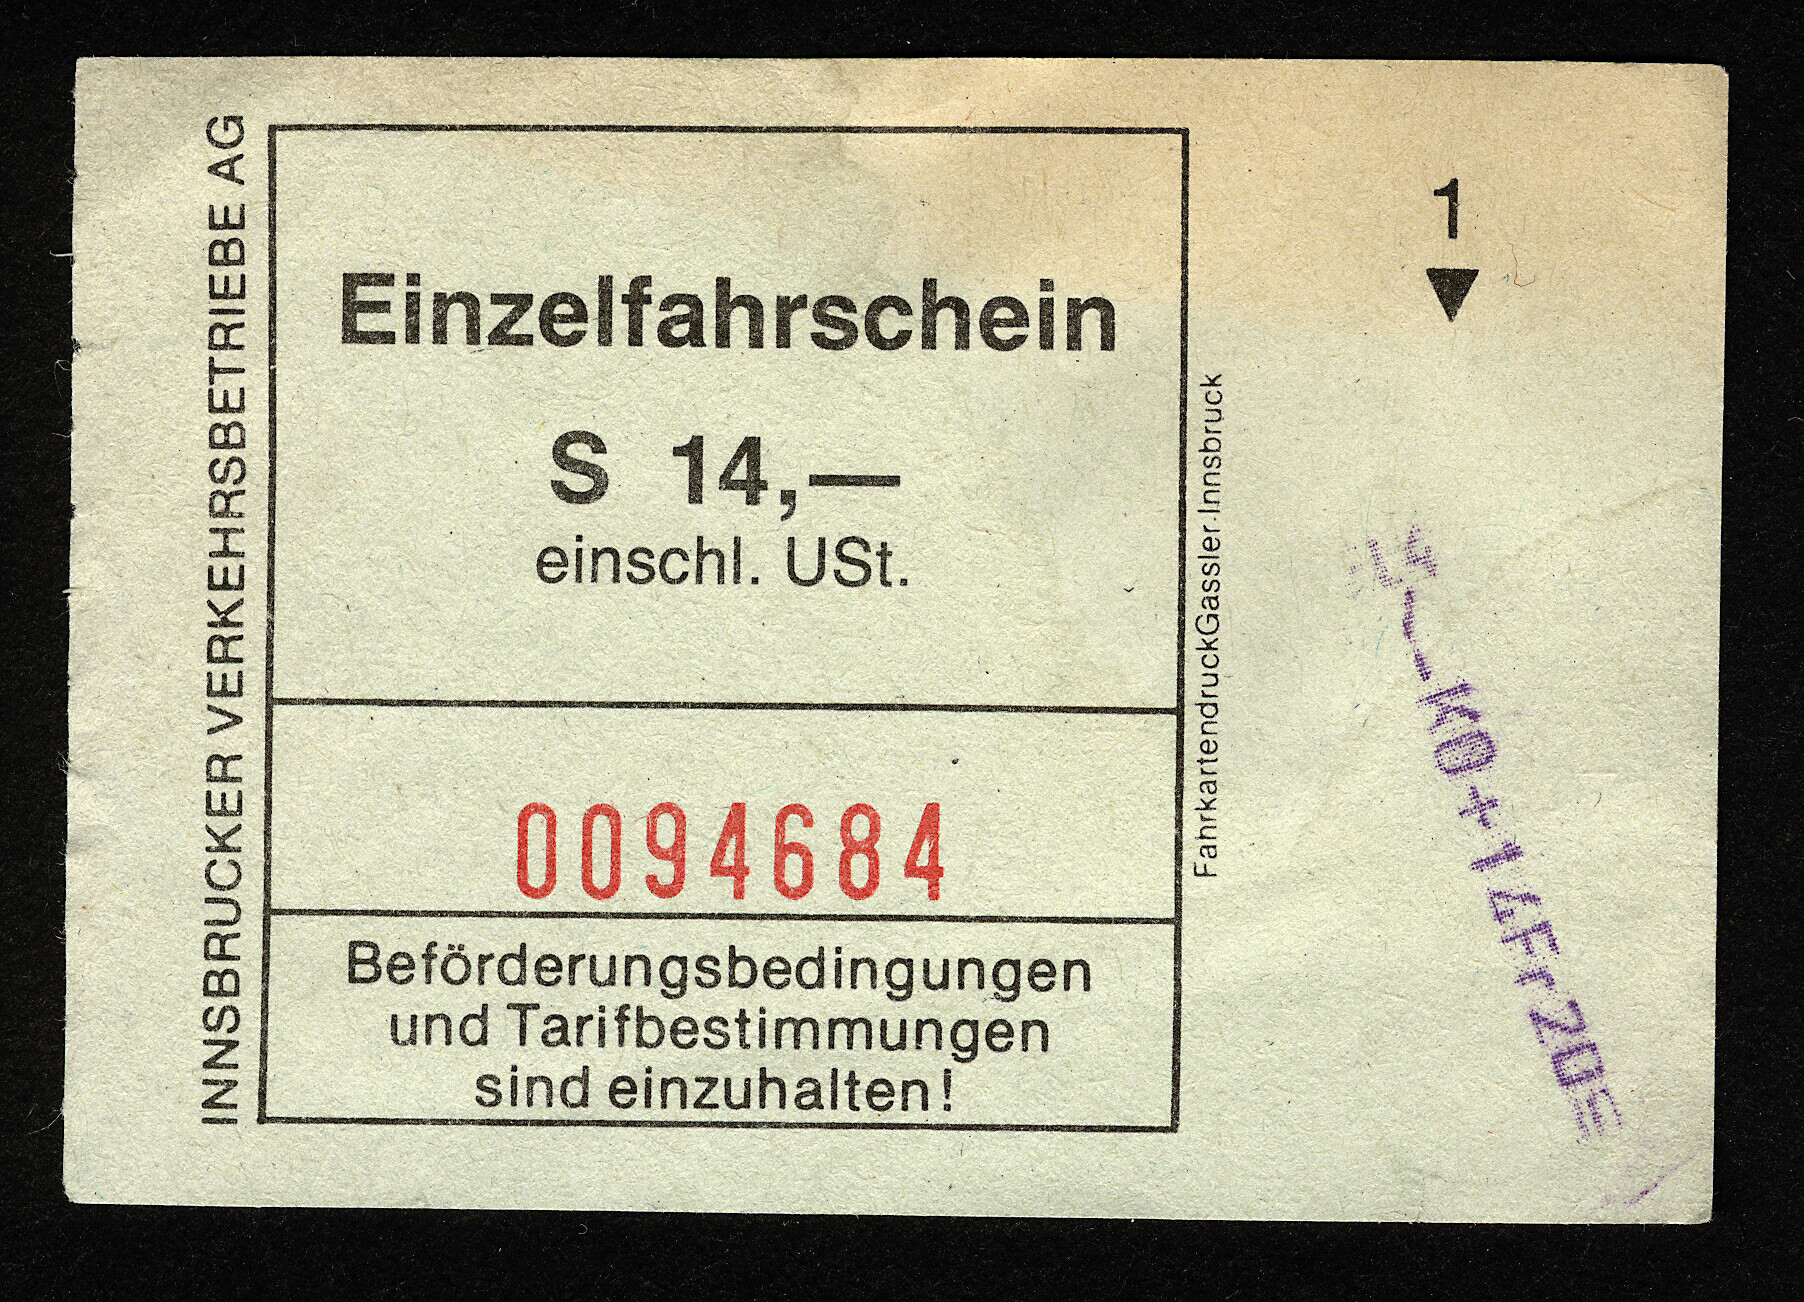 INNSBRUCKER VERKEHRSBETRIEBE AG
Einzelfahrschein
S 14,—
einschl. USt.
0094684
Beförderungsbedingungen
und Tarifbestimmungen
sind einzuhalten!
FahrkartendruckGassler.Innsbruck
1